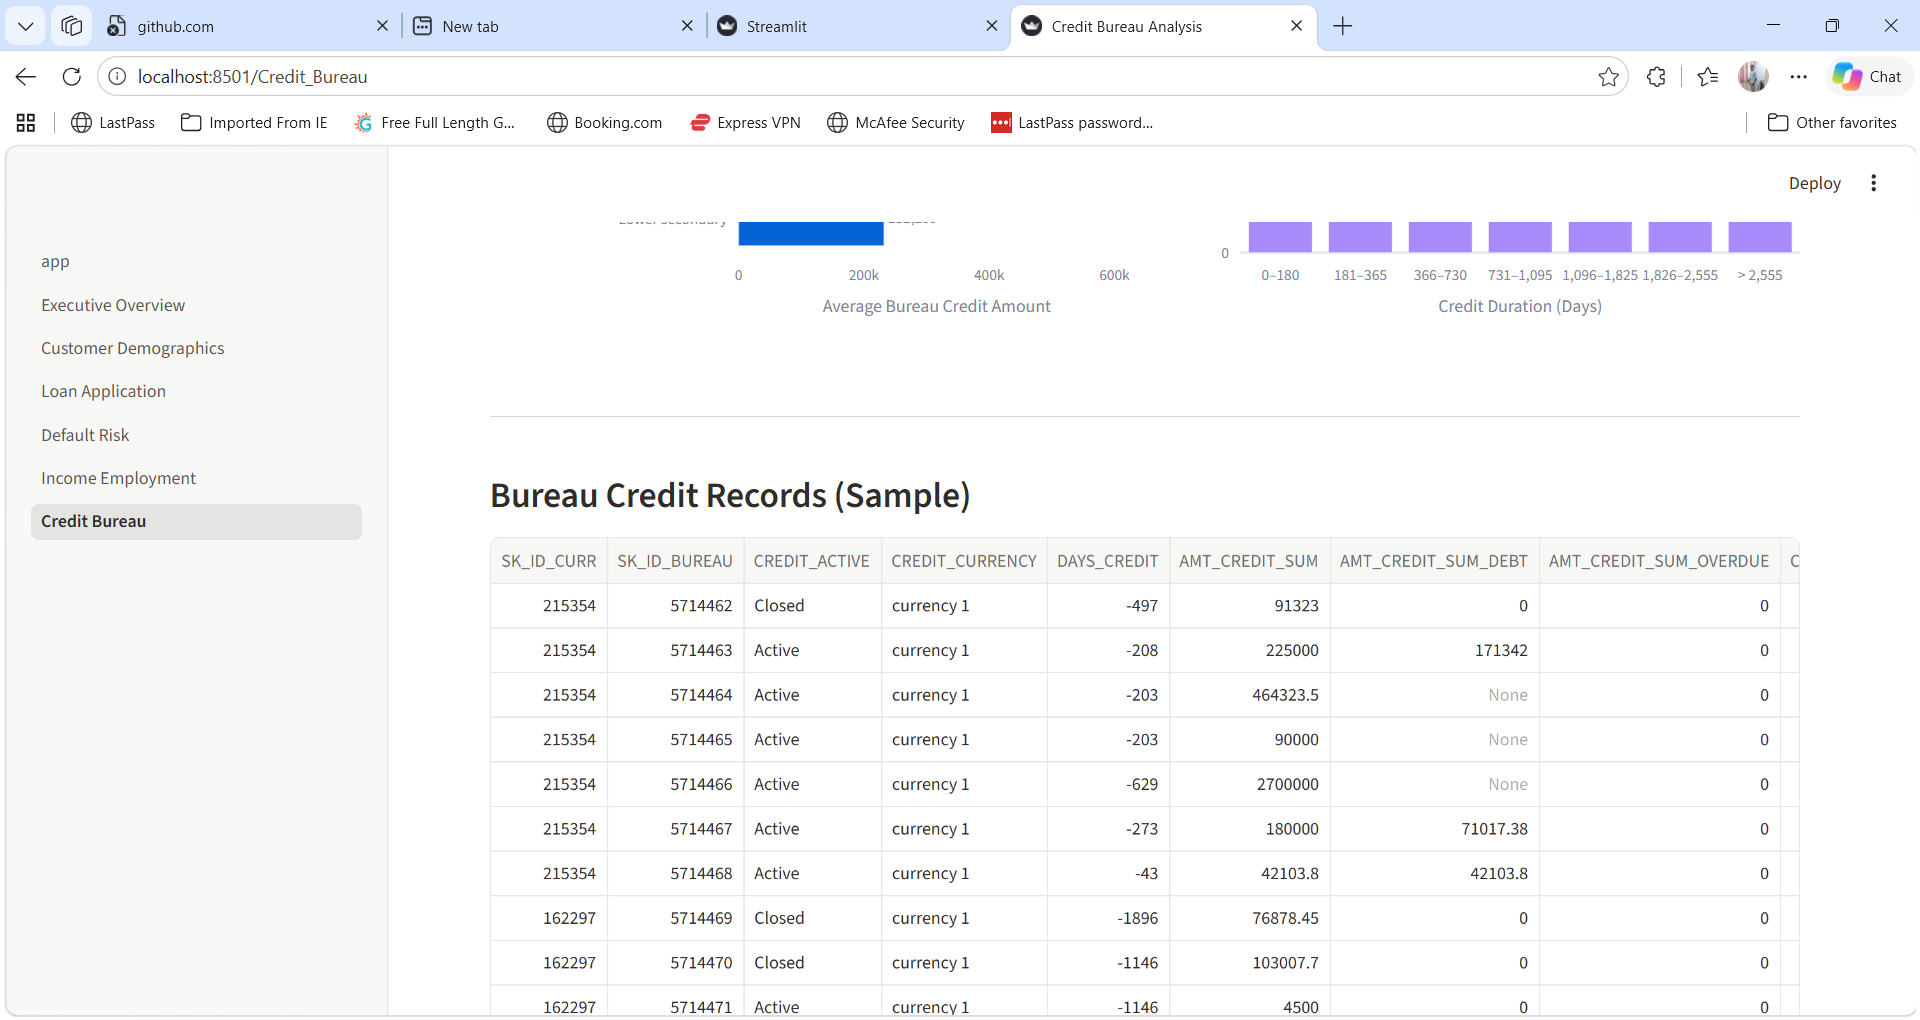 github.com
New tab
Streamlit
Credit Bureau Analysis
localhost:8501/Credit_Bureau
Chat
LastPass
Imported From IE
Free Full Length G...
Booking.com
Express VPN
McAfee Security
LastPass password...
Other favorites
Deploy
app
Executive Overview
Customer Demographics
Loan Application
Default Risk
Income Employment
Credit Bureau
Lower secondary
0 200k 400k 600k
Average Bureau Credit Amount
0
0–180 181–365 366–730 731–1,095 1,096–1,825 1,826–2,555 > 2,555
Credit Duration (Days)
Bureau Credit Records (Sample)
SK_ID_CURR SK_ID_BUREAU CREDIT_ACTIVE CREDIT_CURRENCY DAYS_CREDIT AMT_CREDIT_SUM AMT_CREDIT_SUM_DEBT AMT_CREDIT_SUM_OVERDUE C
215354 5714462 Closed currency 1 -497 91323 0 0
215354 5714463 Active currency 1 -208 225000 171342 0
215354 5714464 Active currency 1 -203 464323.5 None 0
215354 5714465 Active currency 1 -203 90000 None 0
215354 5714466 Active currency 1 -629 2700000 None 0
215354 5714467 Active currency 1 -273 180000 71017.38 0
215354 5714468 Active currency 1 -43 42103.8 42103.8 0
162297 5714469 Closed currency 1 -1896 76878.45 0 0
162297 5714470 Closed currency 1 -1146 103007.7 0 0
162297 5714471 Active currency 1 -1146 4500 0 0